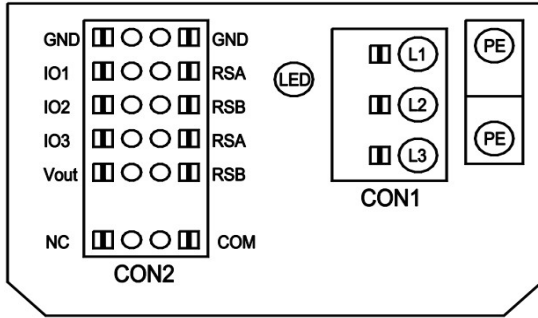 GND GND
IO1 RSA
IO2 RSB
IO3 RSA
Vout RSB
NC COM
CON2
LED
L1
L2
L3
CON1
PE
PE